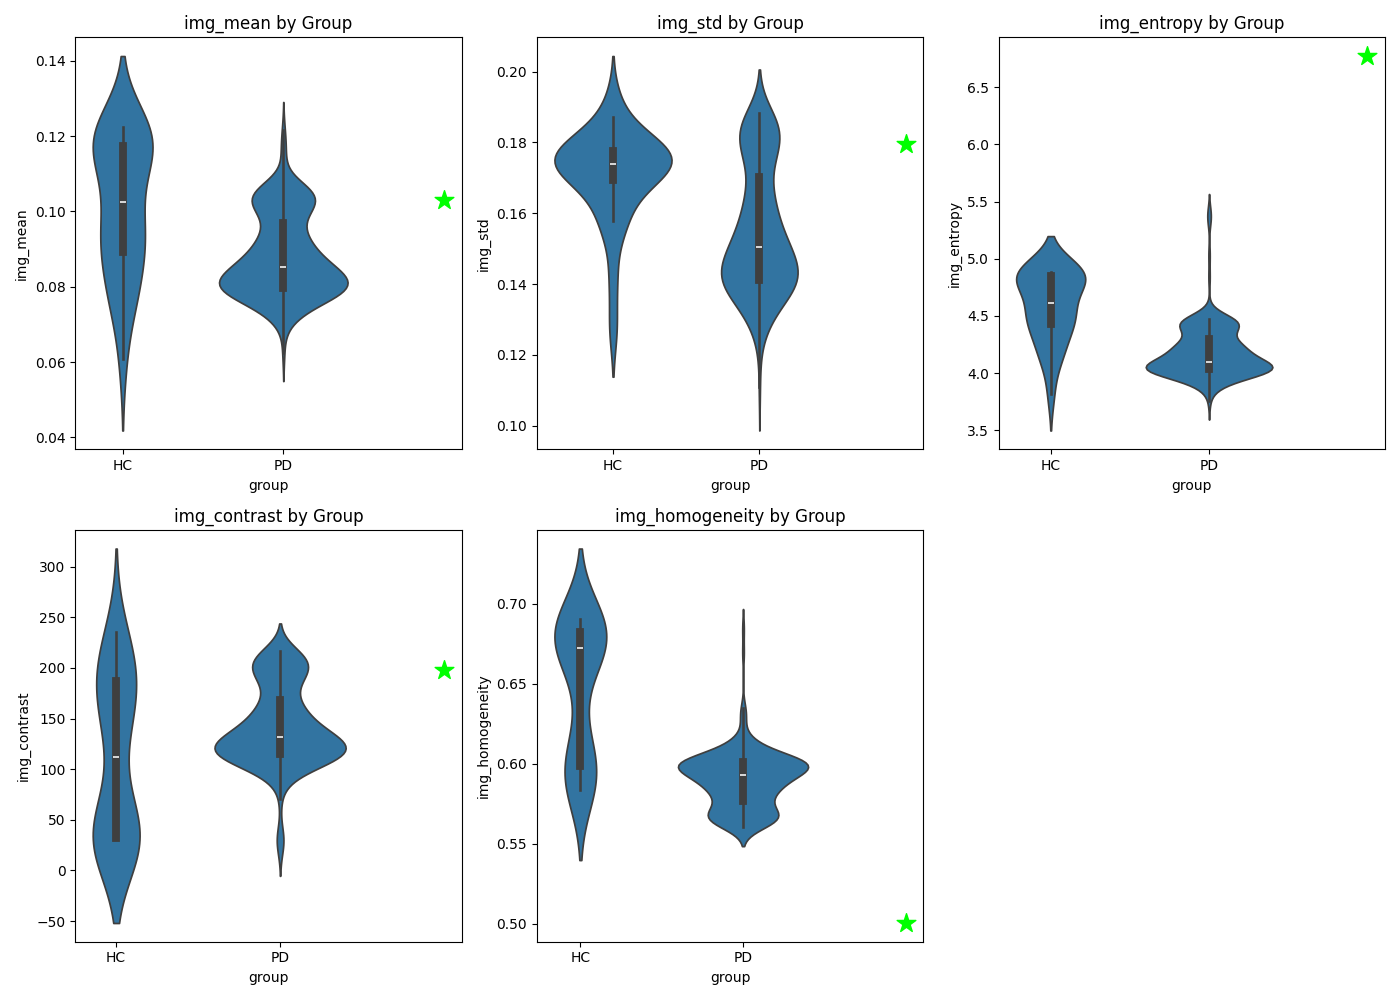 img_mean by Group
img_mean
0.14
0.12
0.10
0.08
0.06
0.04
HC
PD
group
img_std by Group
img_std
0.20
0.18
0.16
0.14
0.12
0.10
HC
PD
group
img_entropy by Group
img_entropy
6.5
6.0
5.5
5.0
4.5
4.0
3.5
HC
PD
group
img_contrast by Group
img_contrast
300
250
200
150
100
50
0
−50
HC
PD
group
img_homogeneity by Group
img_homogeneity
0.70
0.65
0.60
0.55
0.50
HC
PD
group